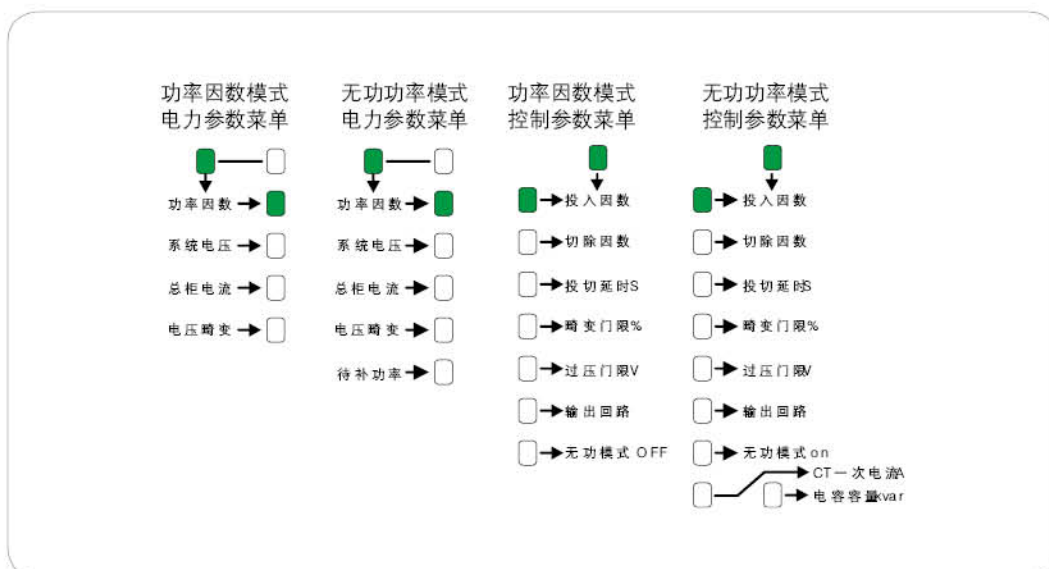 功率因数模式
电力参数菜单
功率因数
系统电压
总柜电流
电压畸变
无功功率模式
电力参数菜单
功率因数
系统电压
总柜电流
电压畸变
待补功率
功率因数模式
控制参数菜单
投入因数
切除因数
投切延时S
畸变门限%
过压门限V
输出回路
无功模式 OFF
无功功率模式
控制参数菜单
投入因数
切除因数
投切延时S
畸变门限%
过压门限V
输出回路
无功模式on
CT一次电流A
电容容量kvar